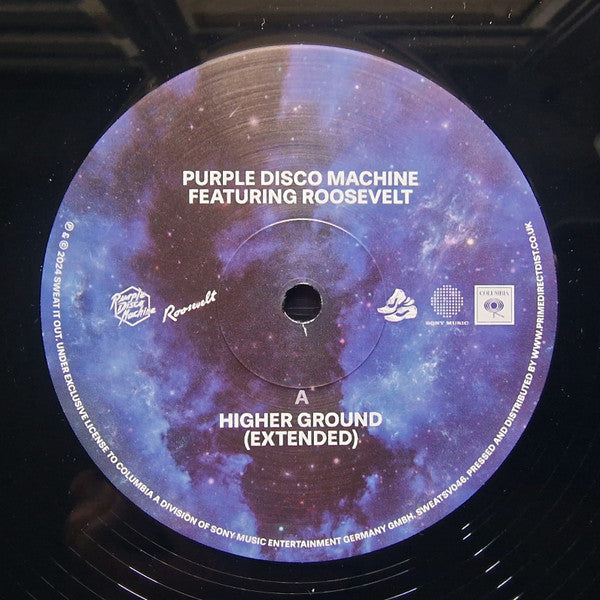 PURPLE DISCO MACHINE
FEATURING ROOSEVELT
Purple
Disco
Machine
Roosevelt
SONY MUSIC
COLUMBIA
A
HIGHER GROUND
(EXTENDED)
℗ & © 2024 SWEAT IT OUT. UNDER EXCLUSIVE LICENSE TO COLUMBIA A DIVISION OF SONY MUSIC ENTERTAINMENT GERMANY GMBH. SWEATSV046. PRESSED AND DISTRIBUTED BY WWW.PRIMEDIRECTDIST.CO.UK